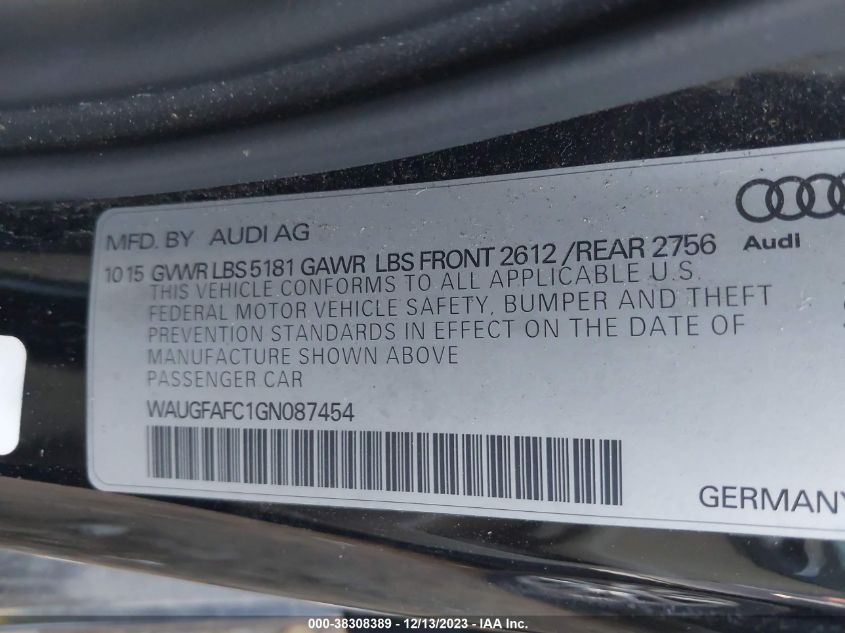 MFD. BY AUDI AG
1015 GVWR LBS 5181 GAWR LBS FRONT 2612 /REAR 2756
Audi
THIS VEHICLE CONFORMS TO ALL APPLICABLE U.S.
FEDERAL MOTOR VEHICLE SAFETY, BUMPER AND THEFT
PREVENTION STANDARDS IN EFFECT ON THE DATE OF
MANUFACTURE SHOWN ABOVE
PASSENGER CAR
WAUGFAFC1GN087454
GERMANY
000-38308389 - 12/13/2023 - IAA Inc.